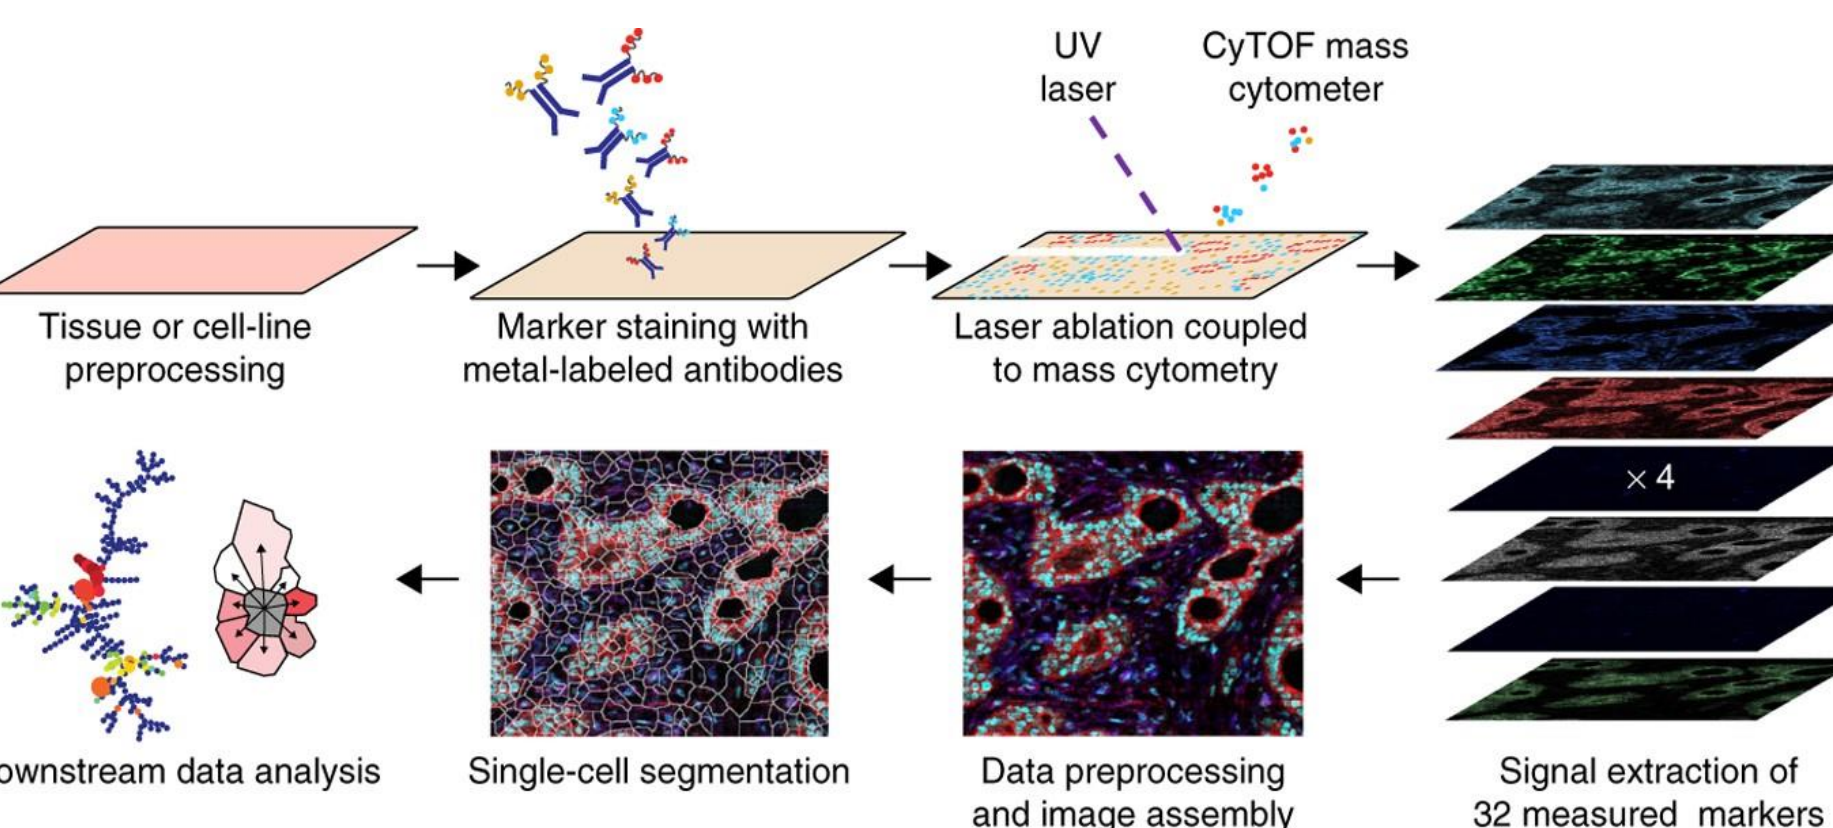 UV
laser
CyTOF mass
cytometer
Tissue or cell-line
preprocessing
Marker staining with
metal-labeled antibodies
Laser ablation coupled
to mass cytometry
× 4
ownstream data analysis
Single-cell segmentation
Data preprocessing
and image assembly
Signal extraction of
32 measured markers